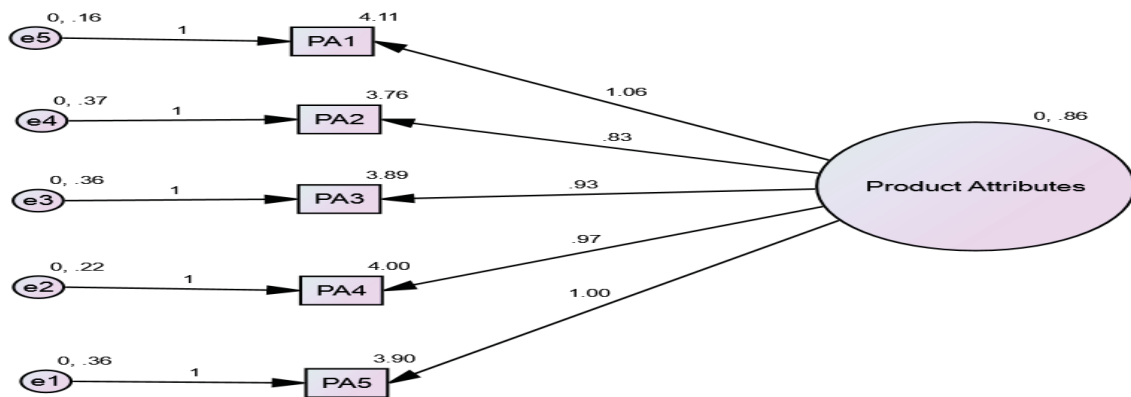 0, .16
e5
1
4.11
PA1
1.06
0, .37
e4
1
3.76
PA2
.83
0, .36
e3
1
3.89
PA3
.93
0, .22
e2
1
4.00
PA4
.97
0, .36
e1
1
3.90
PA5
1.00
0, .86
Product Attributes